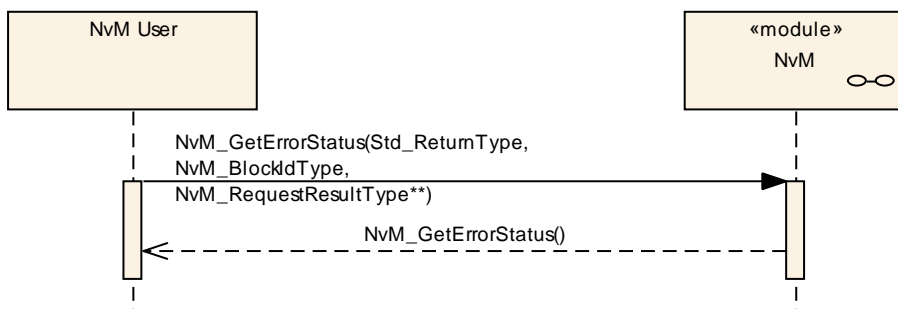 NvM User
«module»
NvM
NvM_GetErrorStatus(Std_ReturnType,
NvM_BlockIdType,
NvM_RequestResultType**)
NvM_GetErrorStatus()